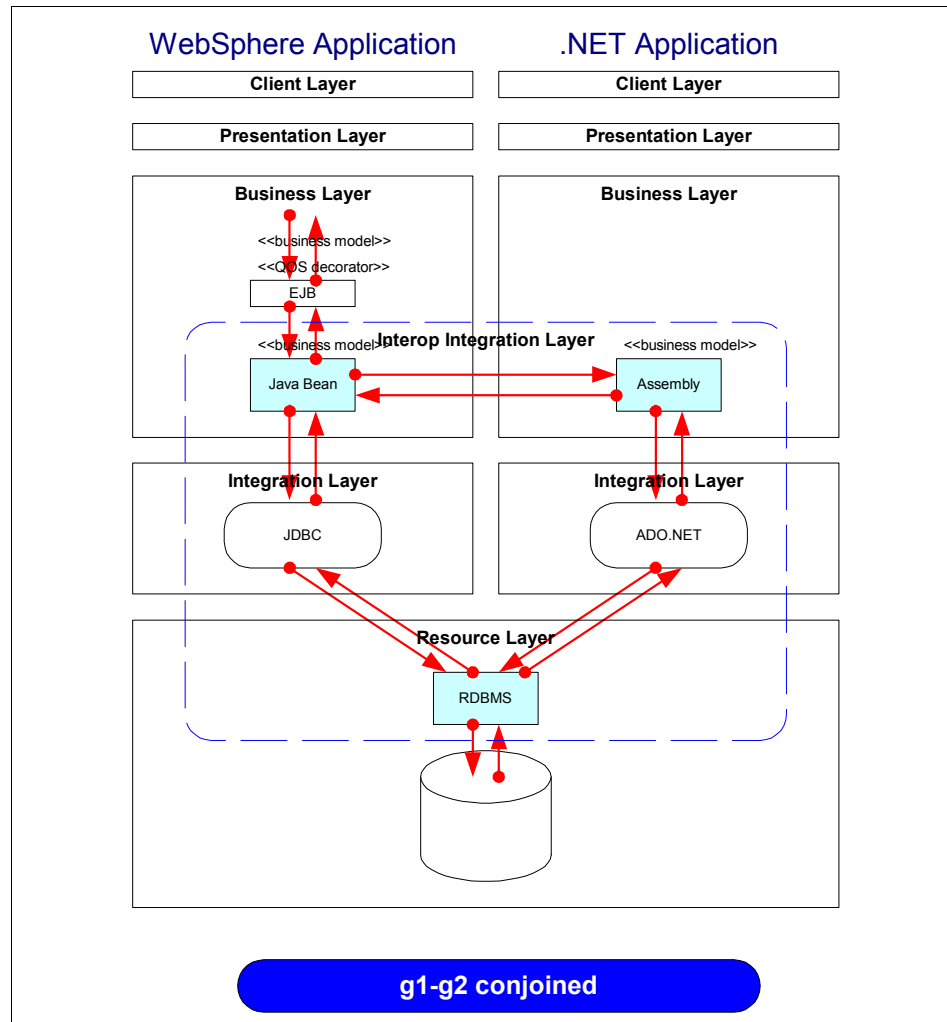 WebSphere Application
.NET Application
Client Layer
Client Layer
Presentation Layer
Presentation Layer
Business Layer
Business Layer
<<business model>>
<<QOS decorator>>
EJB
Interop Integration Layer
<<business model>>
<<business model>>
Java Bean
Assembly
Integration Layer
Integration Layer
JDBC
ADO.NET
Resource Layer
RDBMS
g1-g2 conjoined